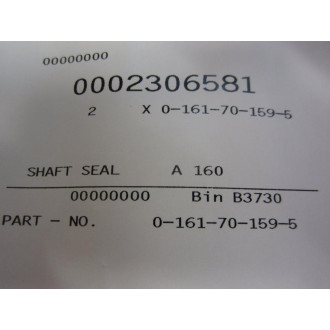 00000000
0002306581
2 X 0-161-70-159-5
SHAFT SEAL A 160
00000000 Bin B3730
PART - NO. 0-161-70-159-5